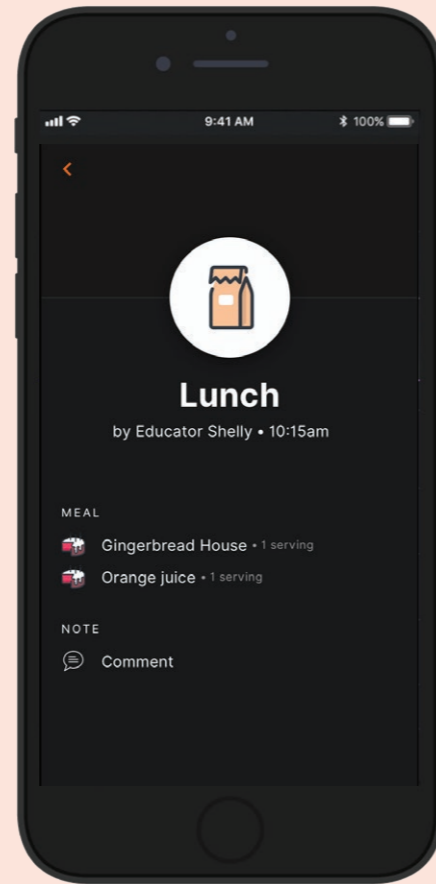 9:41 AM
100%
Lunch
by Educator Shelly • 10:15am
MEAL
Gingerbread House • 1 serving
Orange juice • 1 serving
NOTE
Comment